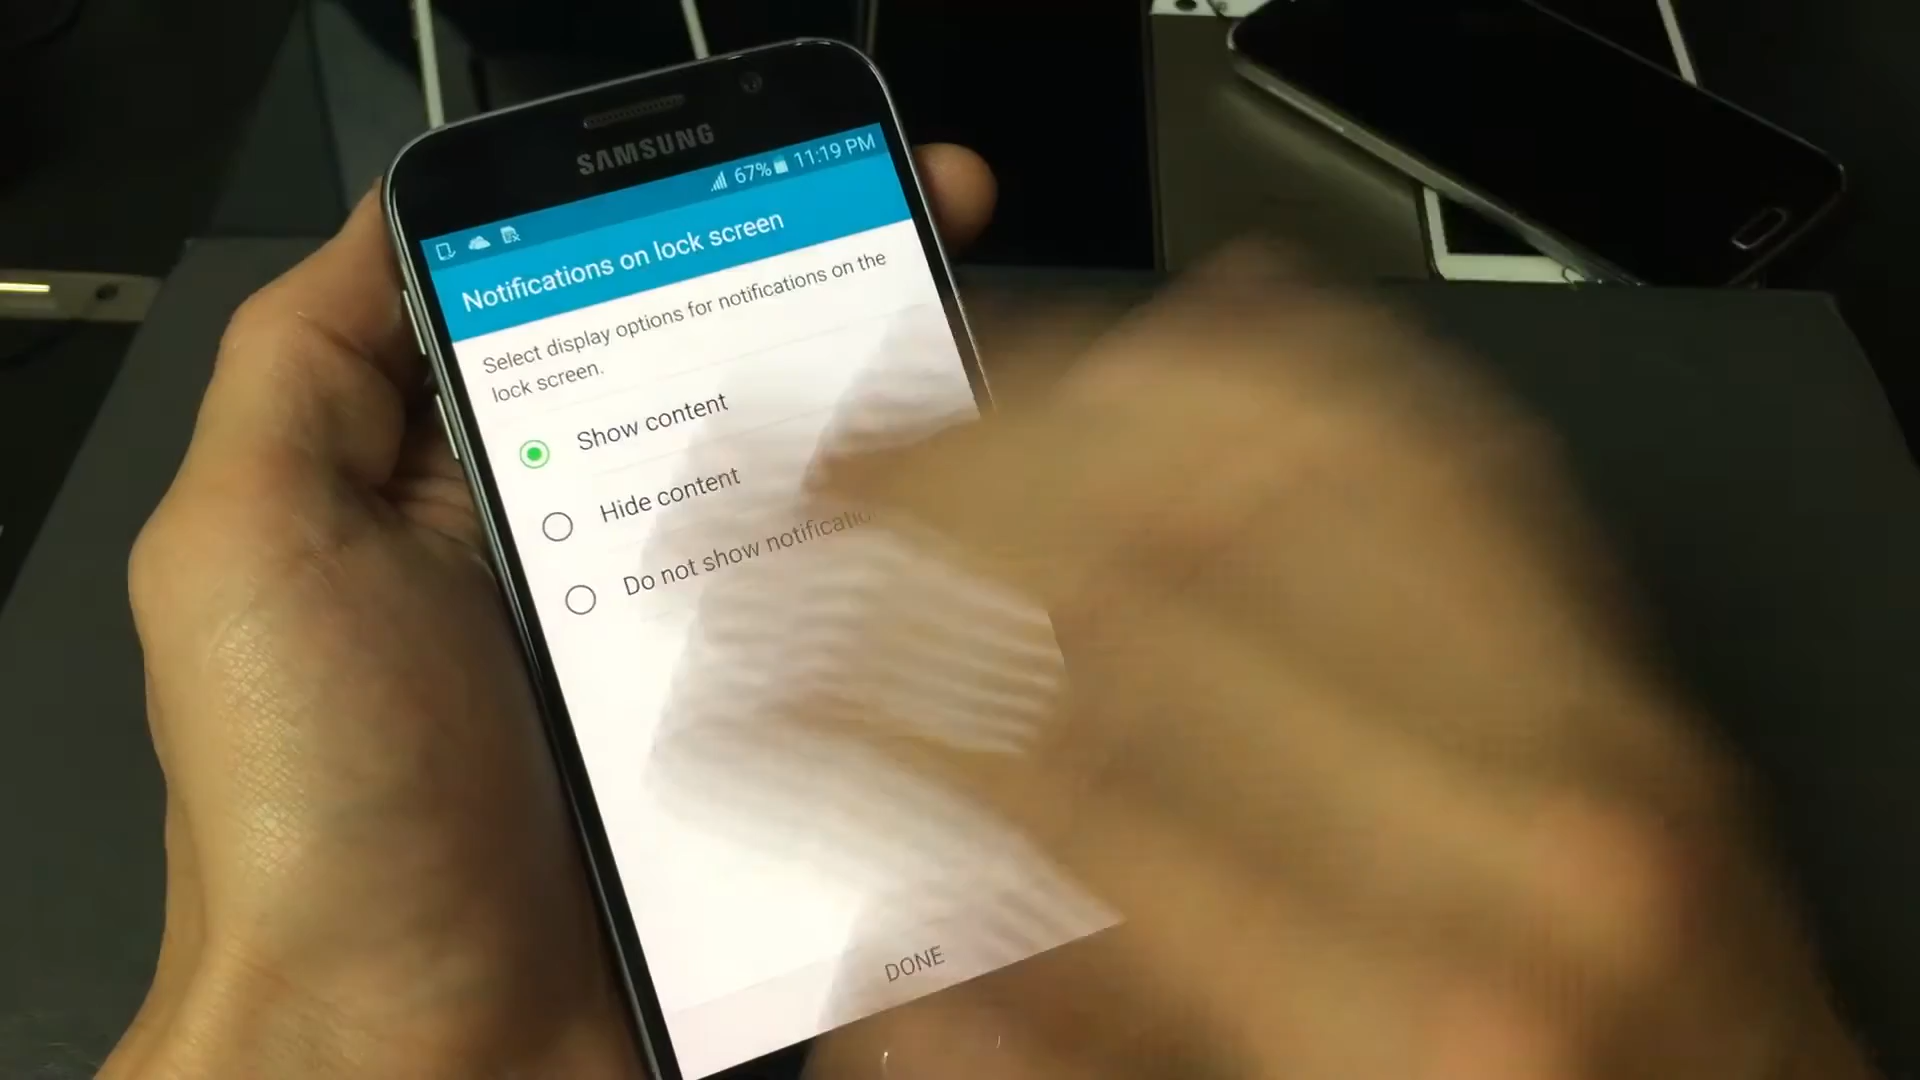 SAMSUNG
67% 11:19 PM
Notifications on lock screen
Select display options for notifications on the
lock screen.
Show content
Hide content
Do not show
DONE